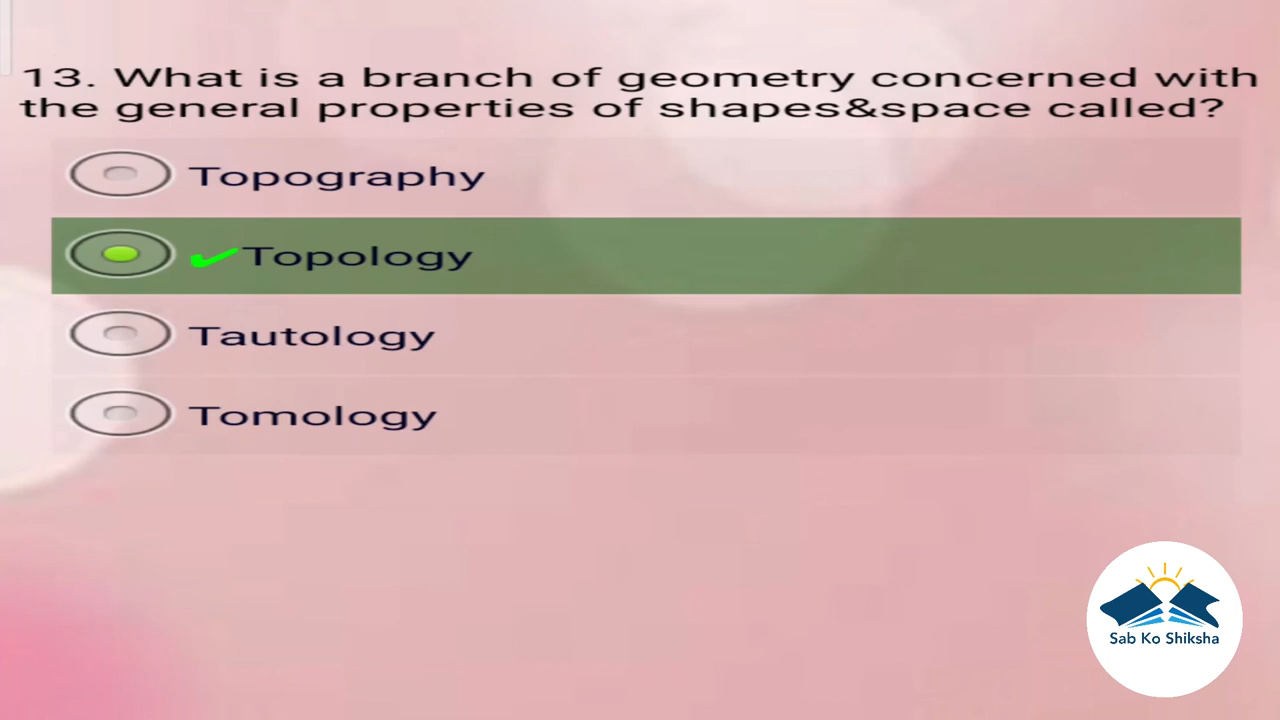 13. What is a branch of geometry concerned with
the general properties of shapes&space called?
Topography
✔Topology
Tautology
Tomology
Sab Ko Shiksha